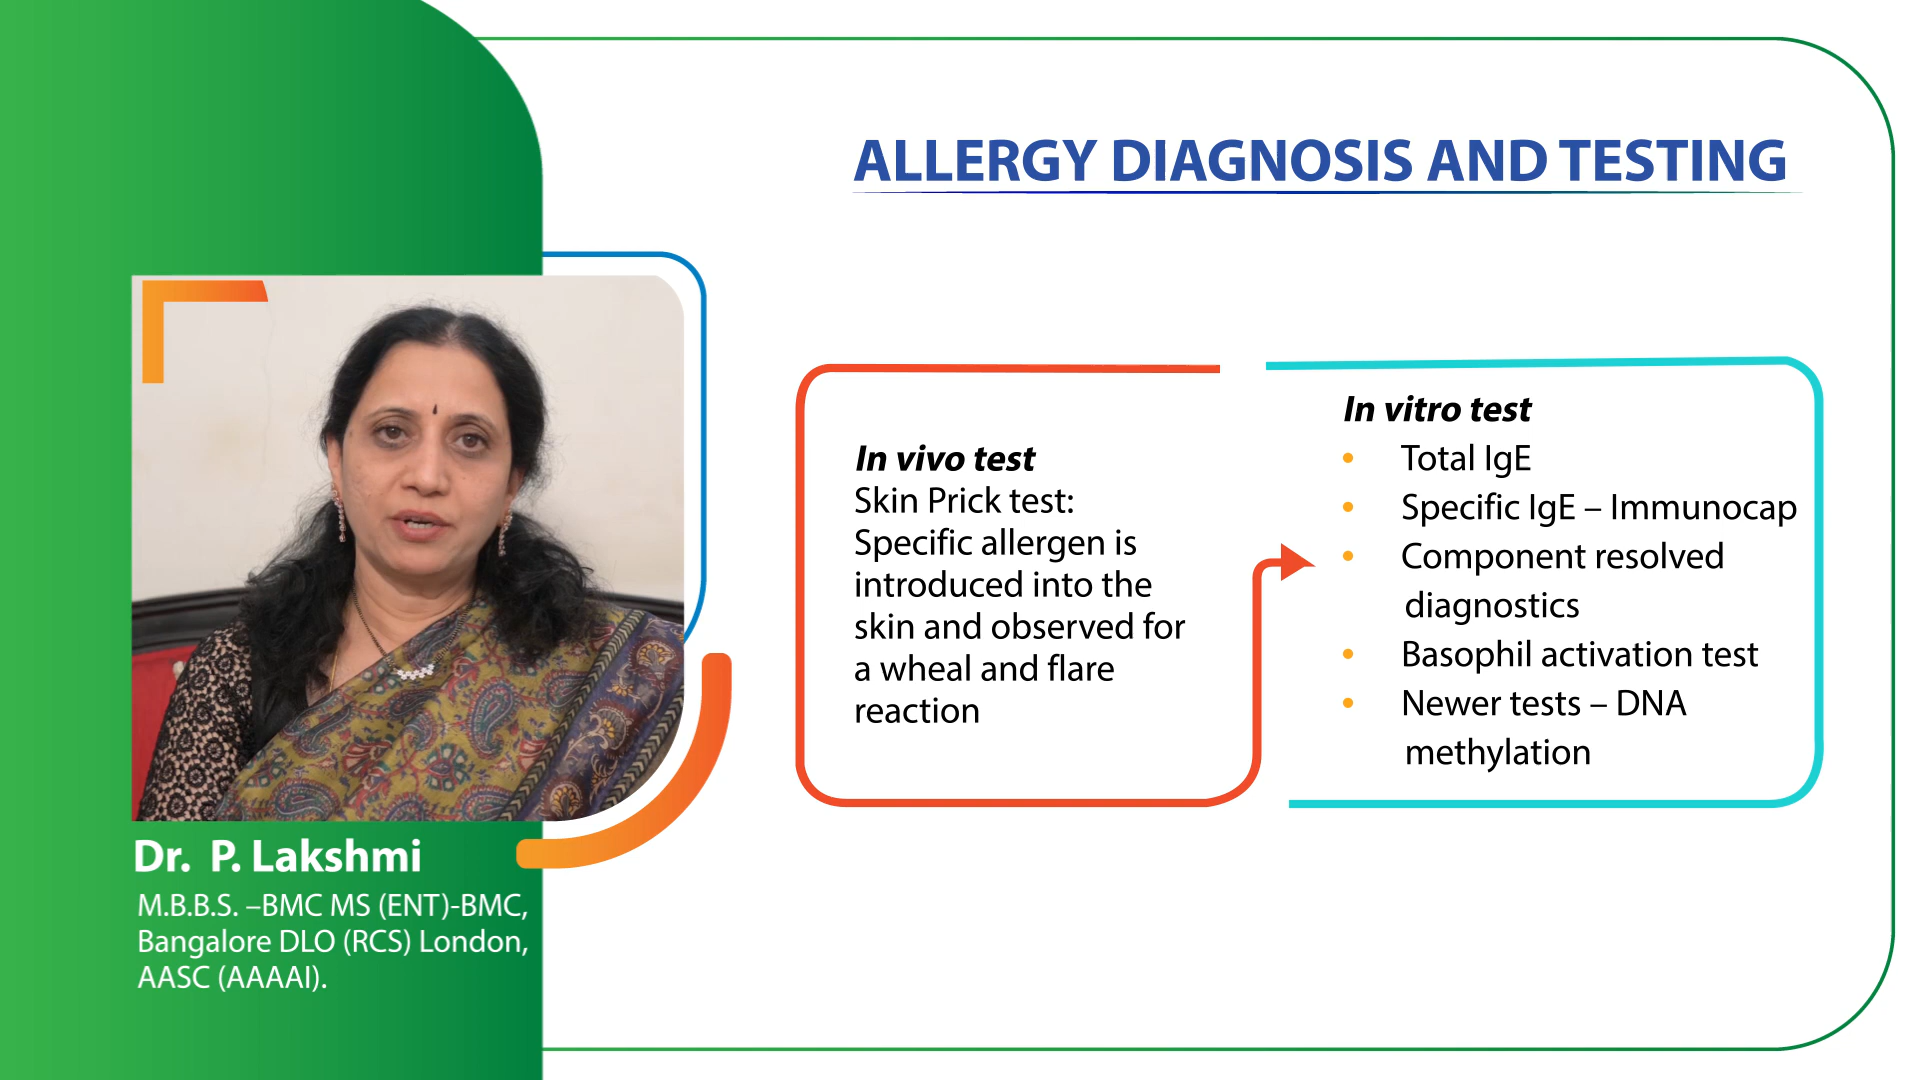 ALLERGY DIAGNOSIS AND TESTING
In vivo test
Skin Prick test:
Specific allergen is
introduced into the
skin and observed for
a wheal and flare
reaction
In vitro test
• Total IgE
• Specific IgE – Immunocap
• Component resolved
diagnostics
• Basophil activation test
• Newer tests – DNA
methylation
Dr. P. Lakshmi
M.B.B.S. –BMC MS (ENT)-BMC,
Bangalore DLO (RCS) London,
AASC (AAAAI).